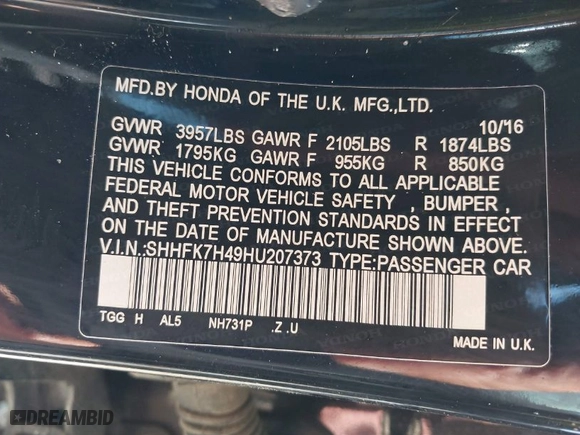 MFD.BY HONDA OF THE U.K. MFG.,LTD.
10/16
GVWR 3957LBS GAWR F 2105LBS R 1874LBS
GVWR 1795KG GAWR F 955KG R 850KG
THIS VEHICLE CONFORMS TO ALL APPLICABLE
FEDERAL MOTOR VEHICLE SAFETY , BUMPER ,
AND THEFT PREVENTION STANDARDS IN EFFECT
ON THE DATE OF MANUFACTURE SHOWN ABOVE.
V.I.N.:SHHFK7H49HU207373 TYPE:PASSENGER CAR
TGG H AL5 NH731P .Z .U
MADE IN U.K.
DREAMBID